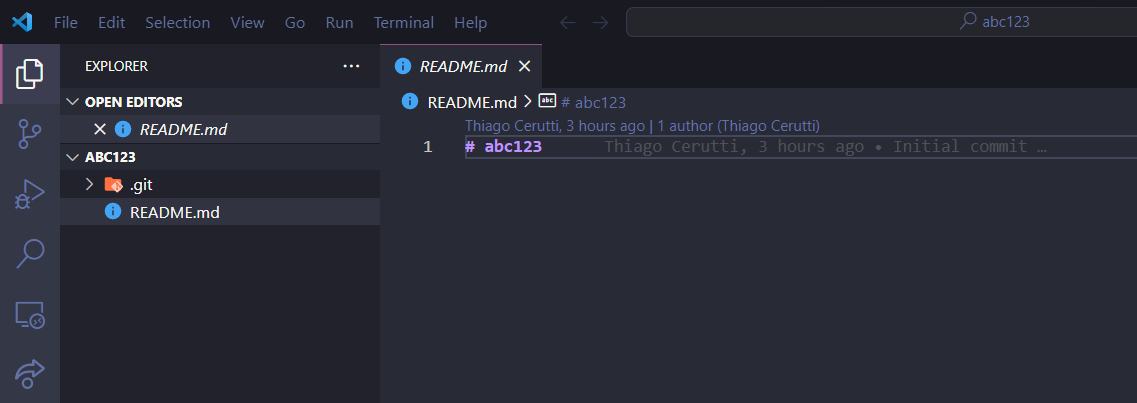 File Edit Selection View Go Run Terminal Help abc123
EXPLORER
OPEN EDITORS
README.md
ABC123
.git
README.md
README.md
README.md > # abc123
Thiago Cerutti, 3 hours ago | 1 author (Thiago Cerutti)
1 # abc123 Thiago Cerutti, 3 hours ago • Initial commit …